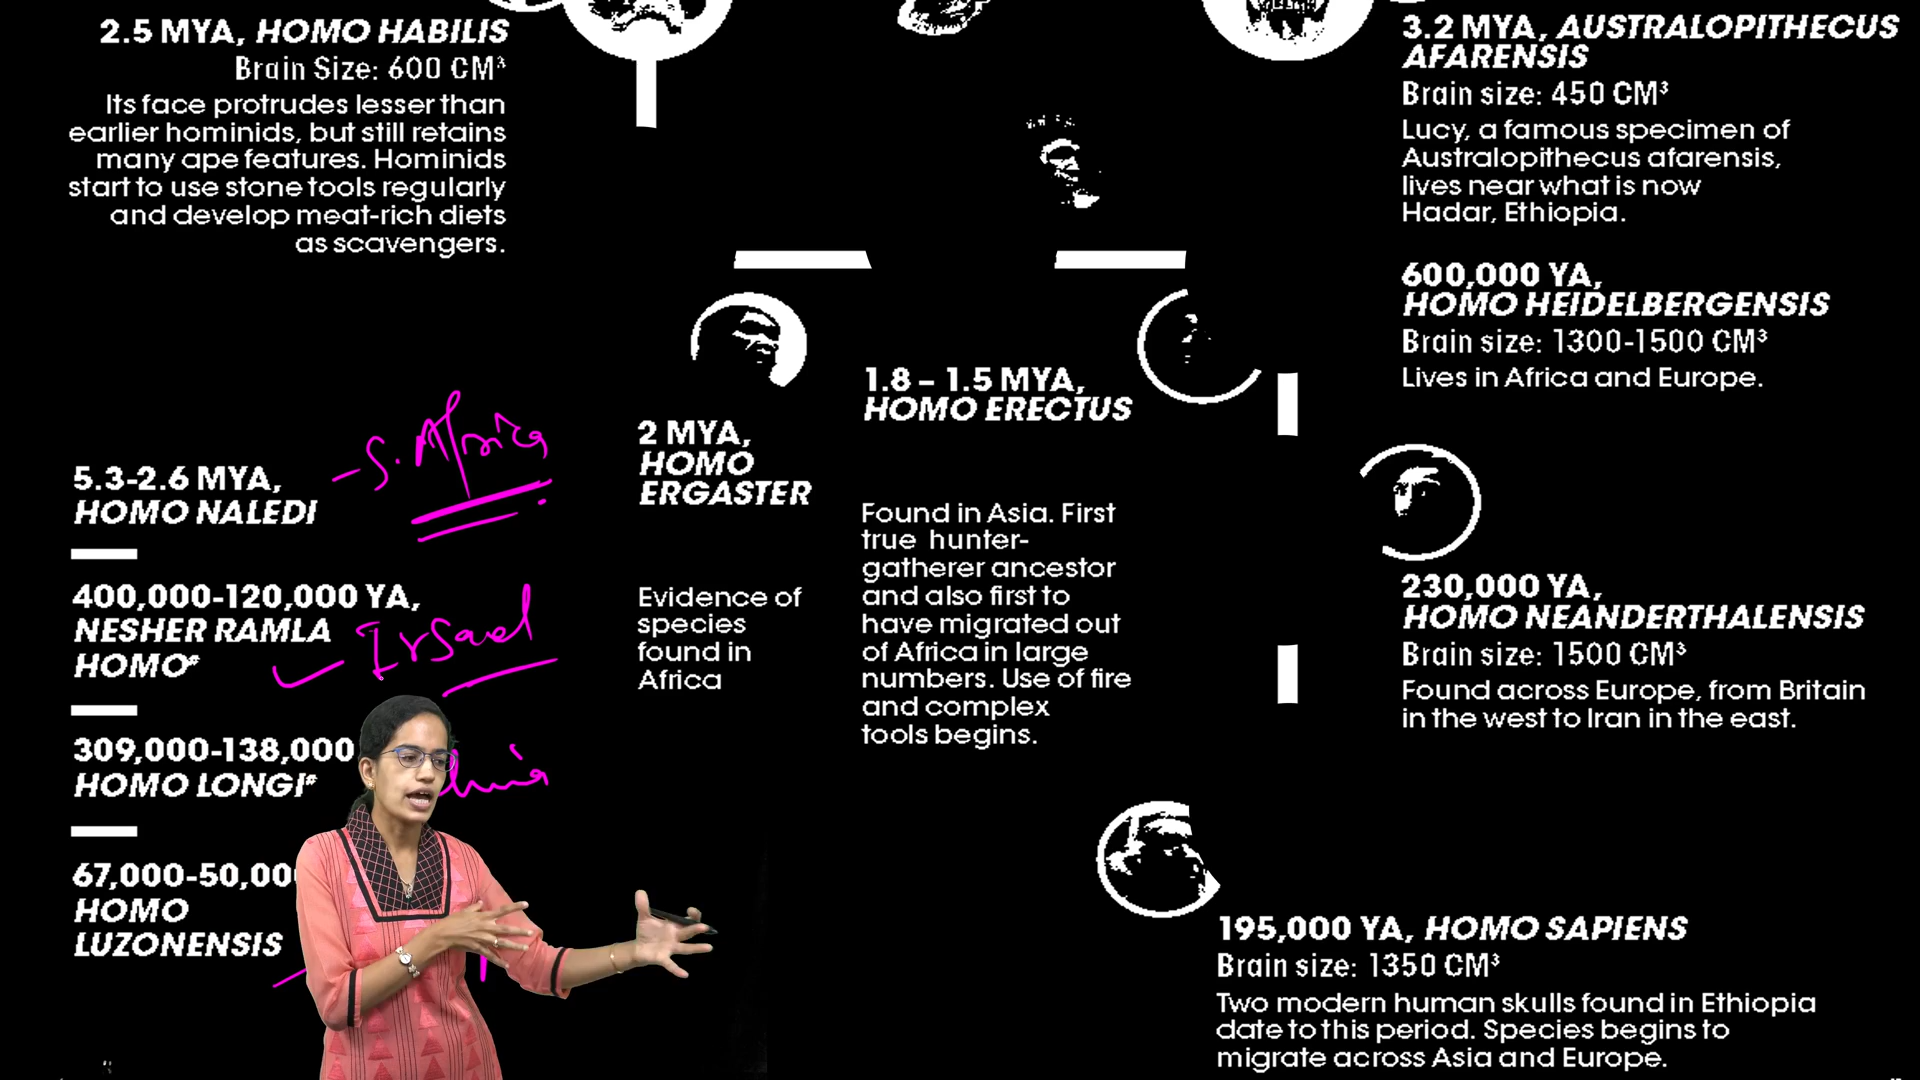 2.5 MYA, HOMO HABILIS
Brain Size: 600 CM³
Its face protrudes lesser than
earlier hominids, but still retains
many ape features. Hominids
start to use stone tools regularly
and develop meat-rich diets
as scavengers.
3.2 MYA, AUSTRALOPITHECUS
AFARENSIS
Brain size: 450 CM³
Lucy, a famous specimen of
Australopithecus afarensis,
lives near what is now
Hadar, Ethiopia.
600,000 YA,
HOMO HEIDELBERGENSIS
Brain size: 1300-1500 CM³
Lives in Africa and Europe.
5.3-2.6 MYA,
HOMO NALEDI
- S. Africa
400,000-120,000 YA,
NESHER RAMLA
HOMO#
Irsael
309,000-138,000
HOMO LONGI#
67,000-50,00
HOMO
LUZONENSIS
2 MYA,
HOMO
ERGASTER
Evidence of
species
found in
Africa
1.8 – 1.5 MYA,
HOMO ERECTUS
Found in Asia. First
true hunter-
gatherer ancestor
and also first to
have migrated out
of Africa in large
numbers. Use of fire
and complex
tools begins.
230,000 YA,
HOMO NEANDERTHALENSIS
Brain size: 1500 CM³
Found across Europe, from Britain
in the west to Iran in the east.
195,000 YA, HOMO SAPIENS
Brain size: 1350 CM³
Two modern human skulls found in Ethiopia
date to this period. Species begins to
migrate across Asia and Europe.